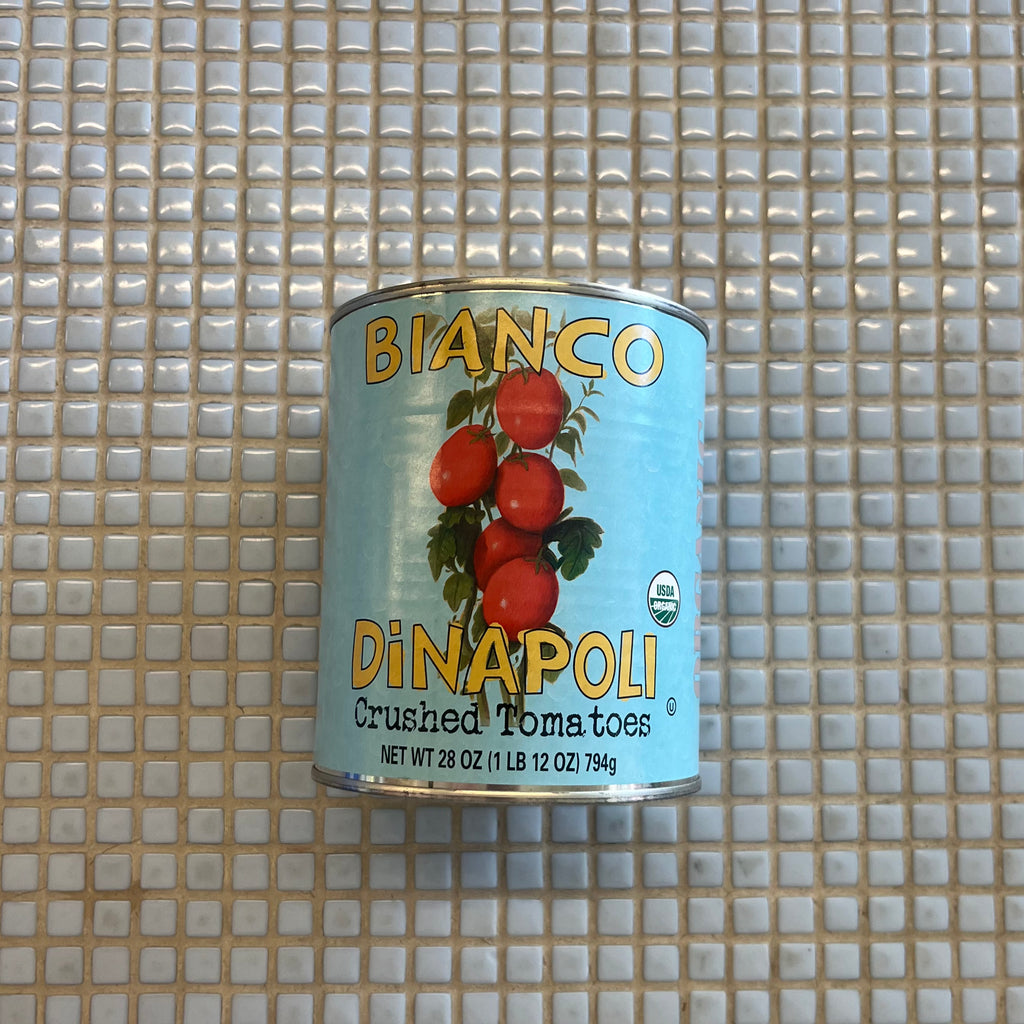 BIANCO
USDA
ORGANIC
DiNAPOLI
Crushed Tomatoes
U
NET WT 28 OZ (1 LB 12 OZ) 794g